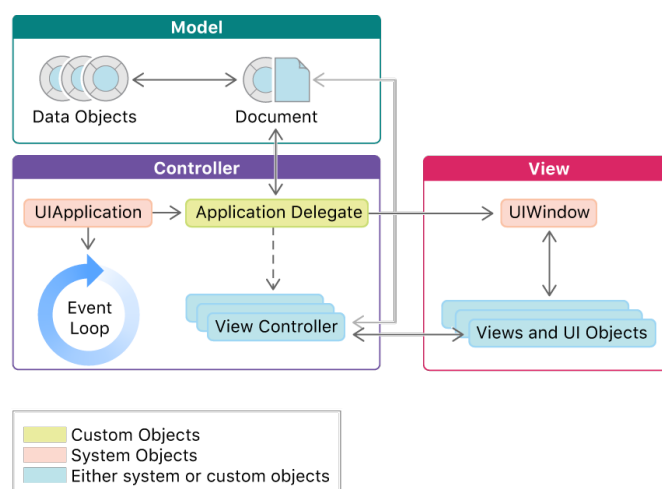 Model
Data Objects
Document
Controller
View
UIApplication
Application Delegate
UIWindow
Event
Loop
View Controller
Views and UI Objects
Custom Objects
System Objects
Either system or custom objects